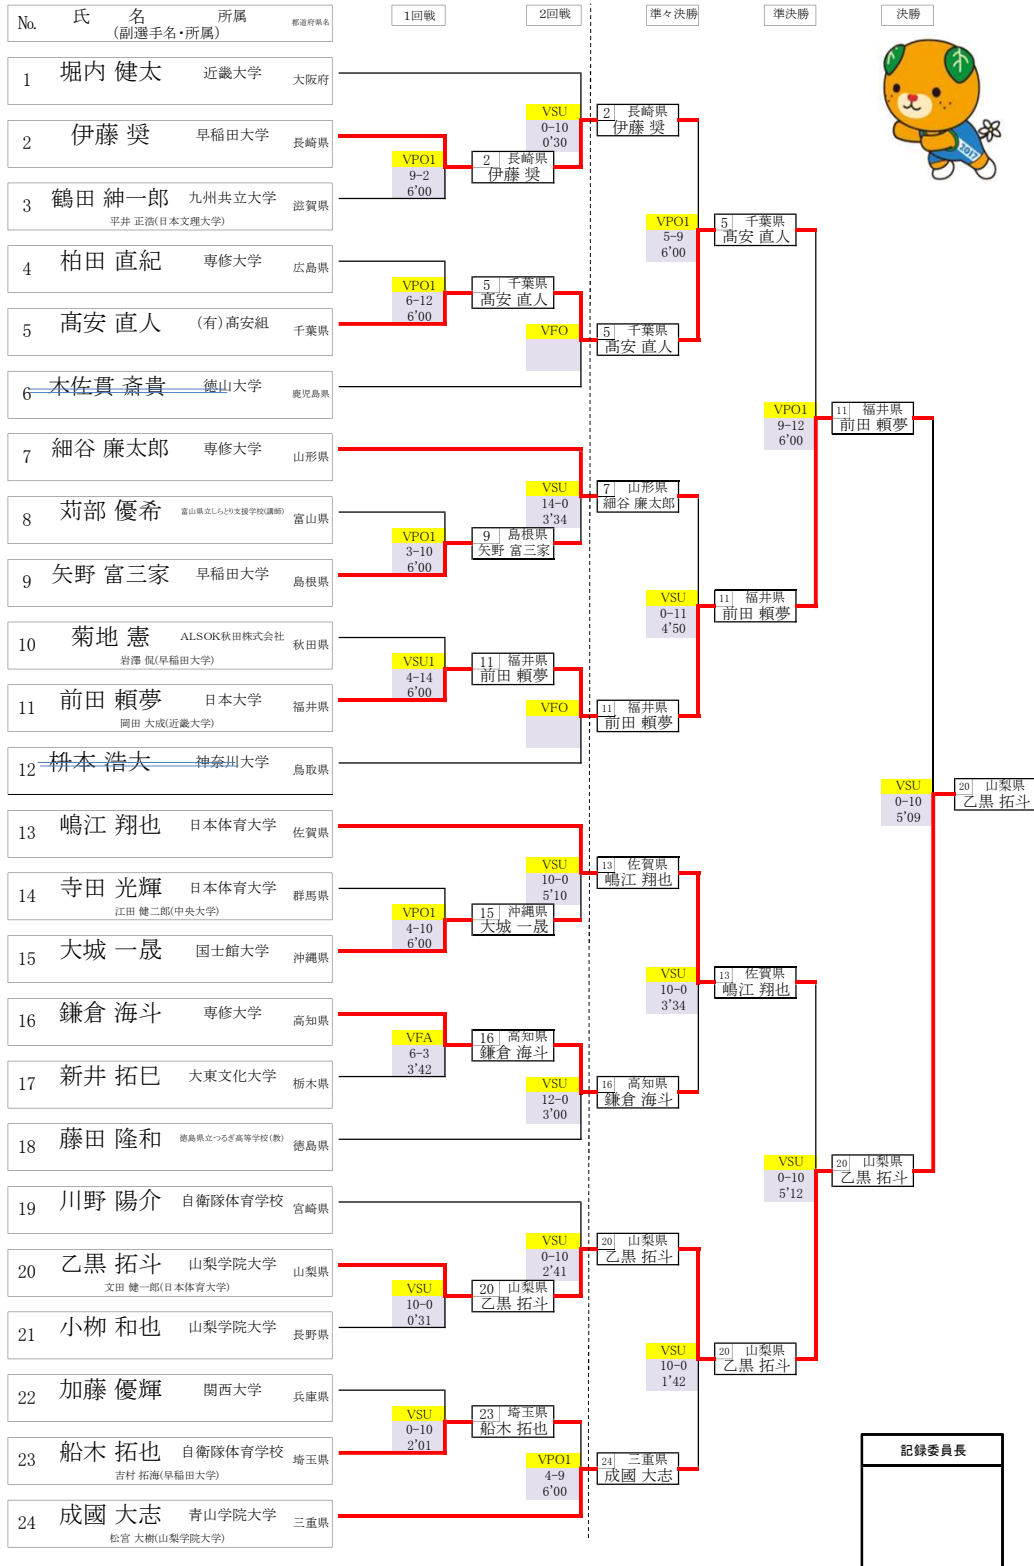 No. 氏 名 所属 都道府県名 1回戦 2回戦 準々決勝 準決勝 決勝
(副選手名・所属)
1 堀内 健太 近畿大学 大阪府
2 伊藤 奨 早稲田大学 長崎県
3 鶴田 紳一郎 九州共立大学 滋賀県
平井 正浩(日本文理大学)
4 柏田 直紀 専修大学 広島県
5 髙安 直人 (有)髙安組 千葉県
6 木佐貫 斎貴 徳山大学 鹿児島県
7 細谷 廉太郎 専修大学 山形県
8 苅部 優希 富山県立しらとり支援学校(講師) 富山県
9 矢野 富三家 早稲田大学 島根県
10 菊地 憲 ALSOK秋田株式会社 秋田県
岩澤 侃(早稲田大学)
11 前田 頼夢 日本大学 福井県
岡田 大成(近畿大学)
12 枡本 浩大 神奈川大学 鳥取県
13 嶋江 翔也 日本体育大学 佐賀県
14 寺田 光輝 日本体育大学 群馬県
江田 健二郎(中央大学)
15 大城 一晟 国士館大学 沖縄県
16 鎌倉 海斗 専修大学 高知県
17 新井 拓巳 大東文化大学 栃木県
18 藤田 隆和 徳島県立つるぎ高等学校(教) 徳島県
19 川野 陽介 自衛隊体育学校 宮崎県
20 乙黒 拓斗 山梨学院大学 山梨県
文田 健一郎(日本体育大学)
21 小栁 和也 山梨学院大学 長野県
22 加藤 優輝 関西大学 兵庫県
23 船木 拓也 自衛隊体育学校 埼玉県
吉村 拓海(早稲田大学)
24 成國 大志 青山学院大学 三重県
松宮 大樹(山梨学院大学)
VPO1
9-2
6'00
2 長崎県
伊藤 奨
VPO1
6-12
6'00
5 千葉県
髙安 直人
VPO1
3-10
6'00
9 島根県
矢野 富三家
VSU1
4-14
6'00
11 福井県
前田 頼夢
VPO1
4-10
6'00
15 沖縄県
大城 一晟
VFA
6-3
3'42
16 高知県
鎌倉 海斗
VSU
10-0
0'31
20 山梨県
乙黒 拓斗
VSU
0-10
2'01
23 埼玉県
船木 拓也
VSU
0-10
0'30
2 長崎県
伊藤 奨
VFO
5 千葉県
髙安 直人
VSU
14-0
3'34
7 山形県
細谷 廉太郎
VFO
11 福井県
前田 頼夢
VSU
10-0
5'10
13 佐賀県
嶋江 翔也
VSU
12-0
3'00
16 高知県
鎌倉 海斗
VSU
0-10
2'41
20 山梨県
乙黒 拓斗
VPO1
4-9
6'00
24 三重県
成國 大志
VPO1
5-9
6'00
5 千葉県
髙安 直人
VSU
0-11
4'50
11 福井県
前田 頼夢
VSU
10-0
3'34
13 佐賀県
嶋江 翔也
VSU
10-0
1'42
20 山梨県
乙黒 拓斗
VPO1
9-12
6'00
11 福井県
前田 頼夢
VSU
0-10
5'12
20 山梨県
乙黒 拓斗
VSU
0-10
5'09
20 山梨県
乙黒 拓斗
2017
記録委員長